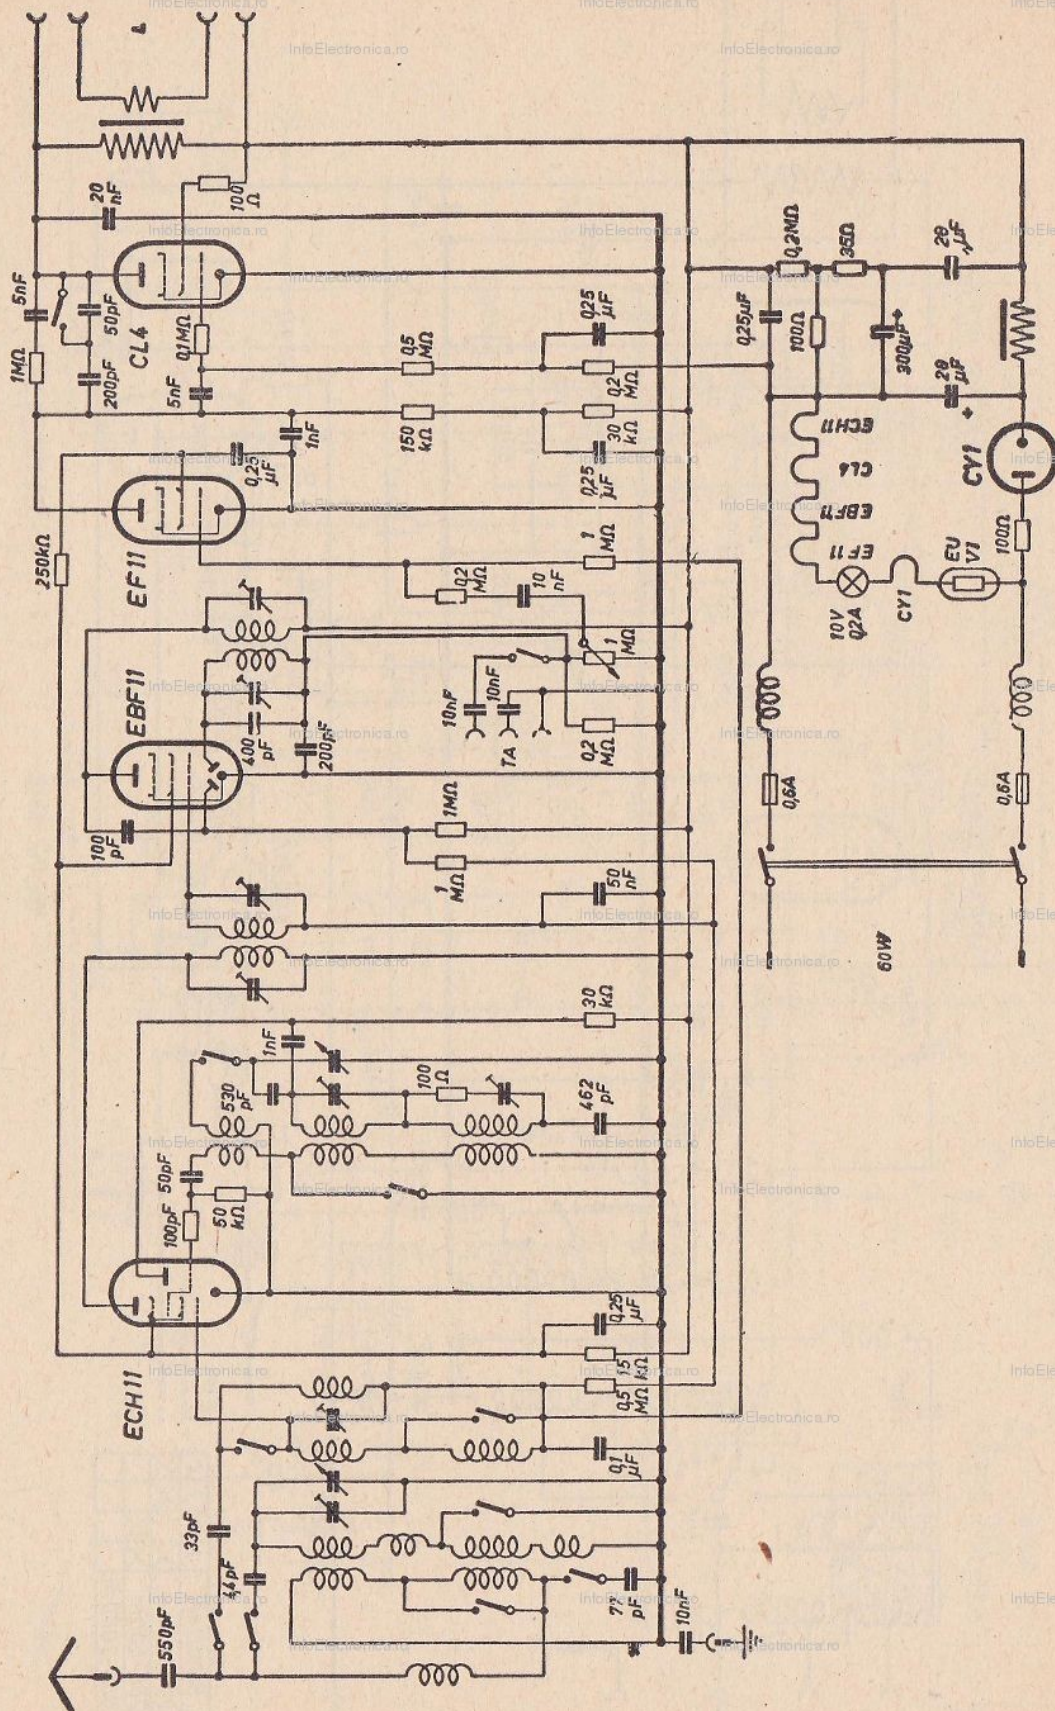 InfoElectronica.ro
L
20 nF
100 Ω
5nF
1MΩ
50pF
200pF
CL4
0,1MΩ
5nF
0,5 MΩ
0,25 µF
0,2 MΩ
1nF
150 kΩ
30 kΩ
0,25 µF
0,25 µF
EF11
250kΩ
0,2 MΩ
10 nF
1 MΩ
1 MΩ
EBF11
400 pF
200pF
10nF
10nF
TA
0,2 MΩ
100 pF
1MΩ
1 MΩ
50 nF
30 kΩ
1nF
530 pF
100 Ω
462 pF
50pF
100pF
50 kΩ
ECH11
0,25 µF
15 kΩ
0,5 MΩ
0,1 µF
33pF
550pF
77 pF
10nF
0,2MΩ
35Ω
28 µF
0,25µF
100Ω
300µF
+
28 µF
+
ECH11
CL4
EBF11
EF11
CY1
100Ω
EU VI
CY1
10V 0,2A
0,6A
0,6A
60W